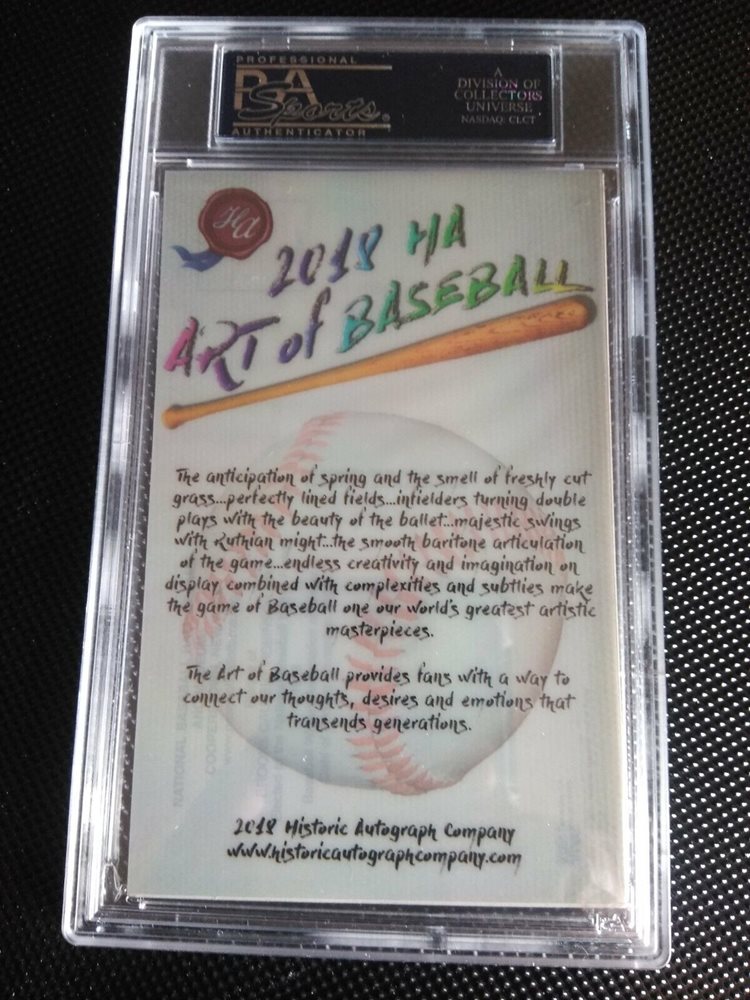 PROFESSIONAL
PSA
Sports®
AUTHENTICATOR
A
DIVISION OF
COLLECTORS
UNIVERSE
NASDAQ: CLCT
HA
2018 HA
ART of BASEBALL
The anticipation of spring and the smell of freshly cut
grass...perfectly lined fields...infielders turning double
plays with the beauty of the ballet...majestic swings
with Ruthian might...the smooth baritone articulation
of the game...endless creativity and imagination on
display combined with complexities and subtlies make
the game of Baseball one our world's greatest artistic
masterpieces.
The Art of Baseball provides fans with a way to
connect our thoughts, desires and emotions that
transends generations.
2018 Historic Autograph Company
www.historicautographcompany.com
PSA